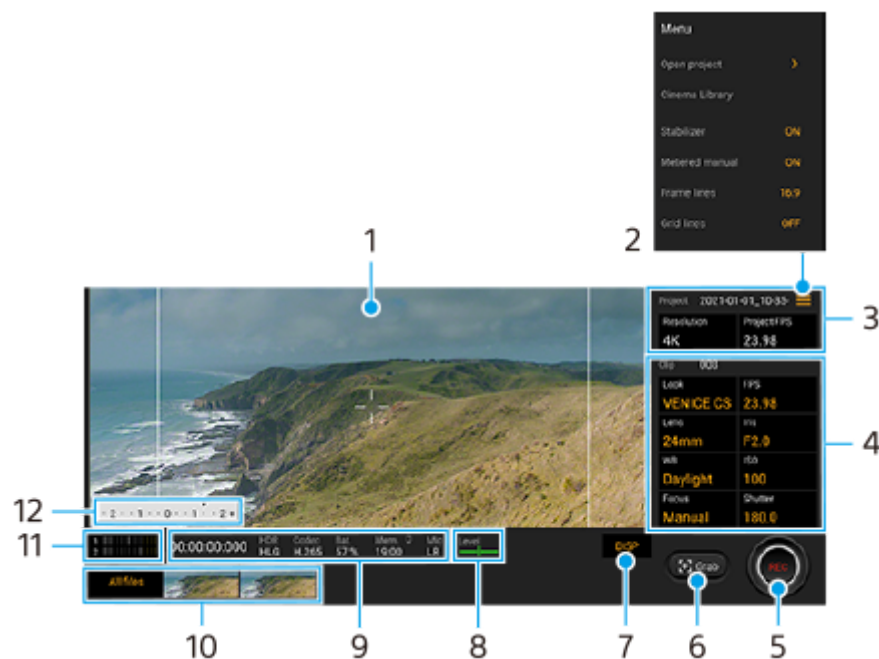 Menu
Open project >
Cinema Library
Stabilizer ON
Metered manual ON
Frame lines 16:9
Grid lines OFF
1
2
Project 2021-01-01_10-33-
Resolution Project FPS
4K 23.98
3
Clip 003
Look FPS
VENICE CS 23.98
Lens Iris
24mm F2.0
WB ISO
Daylight 100
Focus Shutter
Manual 180.0
4
12
- 2 - · 1 - · 0 · - 1 · - 2 +
11
1
2
00:00:00:000
HDR Codec Bat. Mem. Mic
HLG H.265 57% 19:00 LR
Level
DISP
Grab
REC
All files
10
9
8
7
6
5